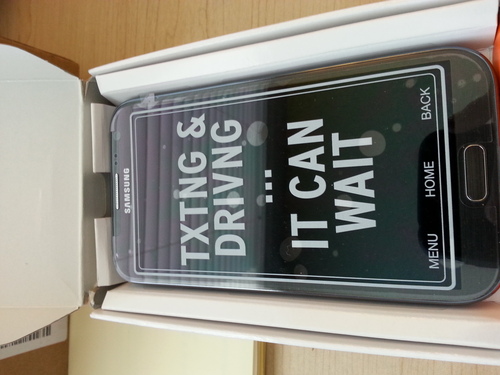 SAMSUNG
TXTNG &
DRIVNG
...
IT CAN
WAIT
MENU HOME BACK